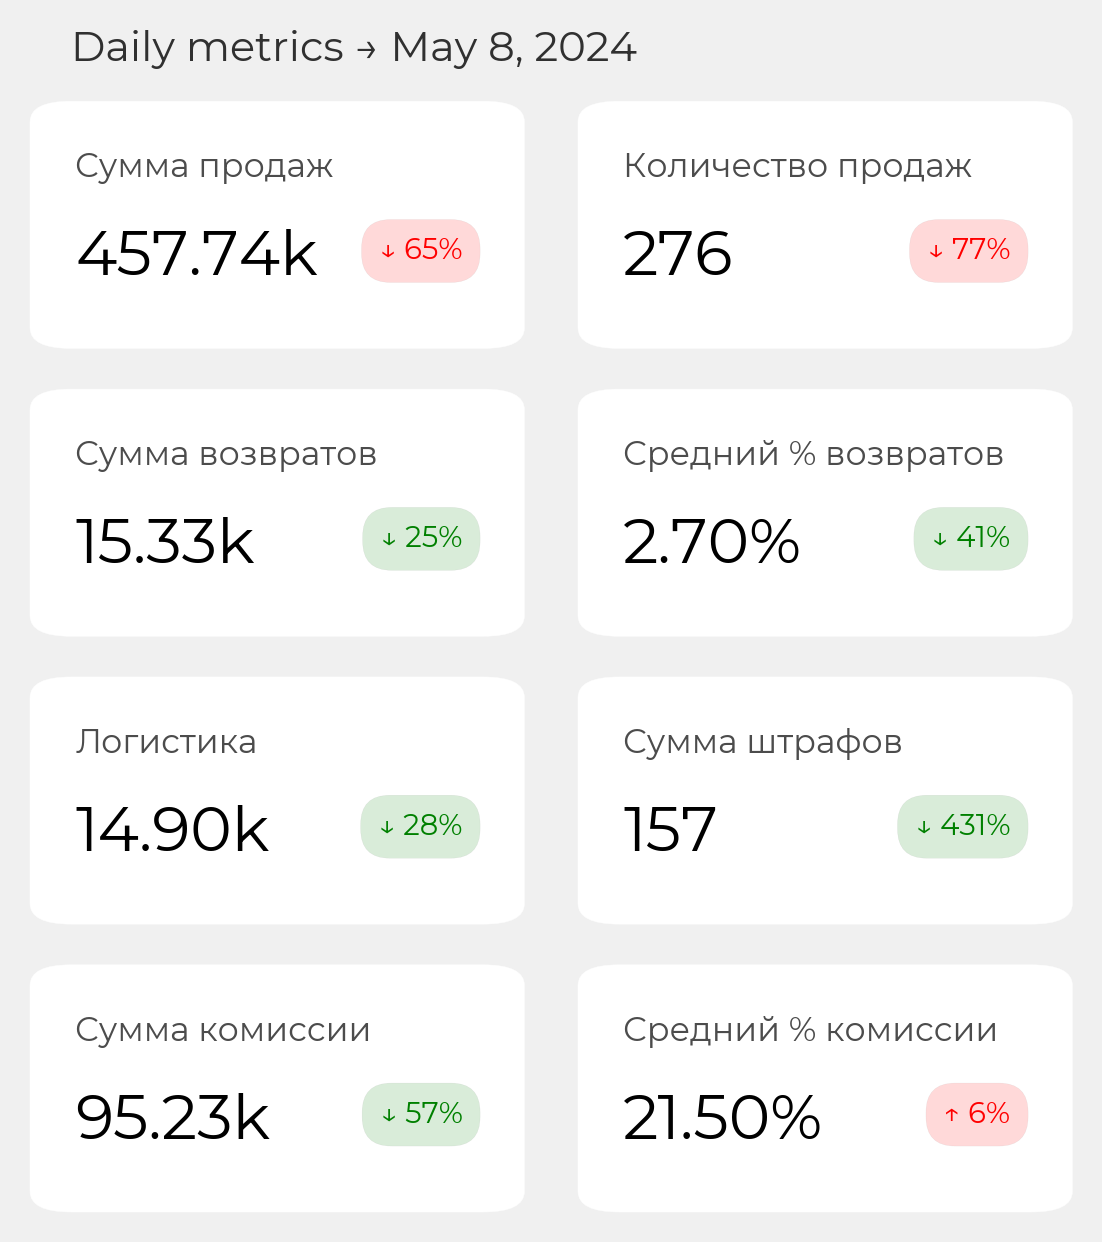 Daily metrics → May 8, 2024
Сумма продаж
457.74k ↓ 65%
Количество продаж
276 ↓ 77%
Сумма возвратов
15.33k ↓ 25%
Средний % возвратов
2.70% ↓ 41%
Логистика
14.90k ↓ 28%
Сумма штрафов
157 ↓ 431%
Сумма комиссии
95.23k ↓ 57%
Средний % комиссии
21.50% ↑ 6%